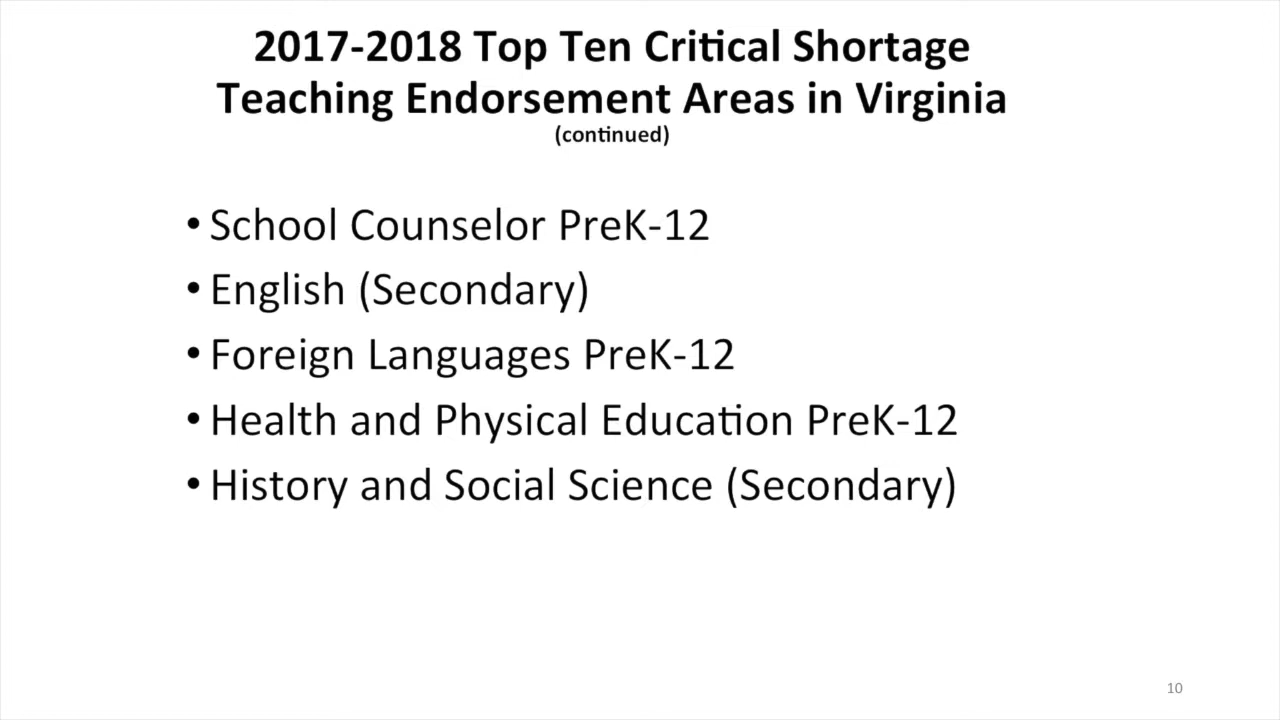 2017-2018 Top Ten Critical Shortage
Teaching Endorsement Areas in Virginia
(continued)
• School Counselor PreK-12
• English (Secondary)
• Foreign Languages PreK-12
• Health and Physical Education PreK-12
• History and Social Science (Secondary)
10